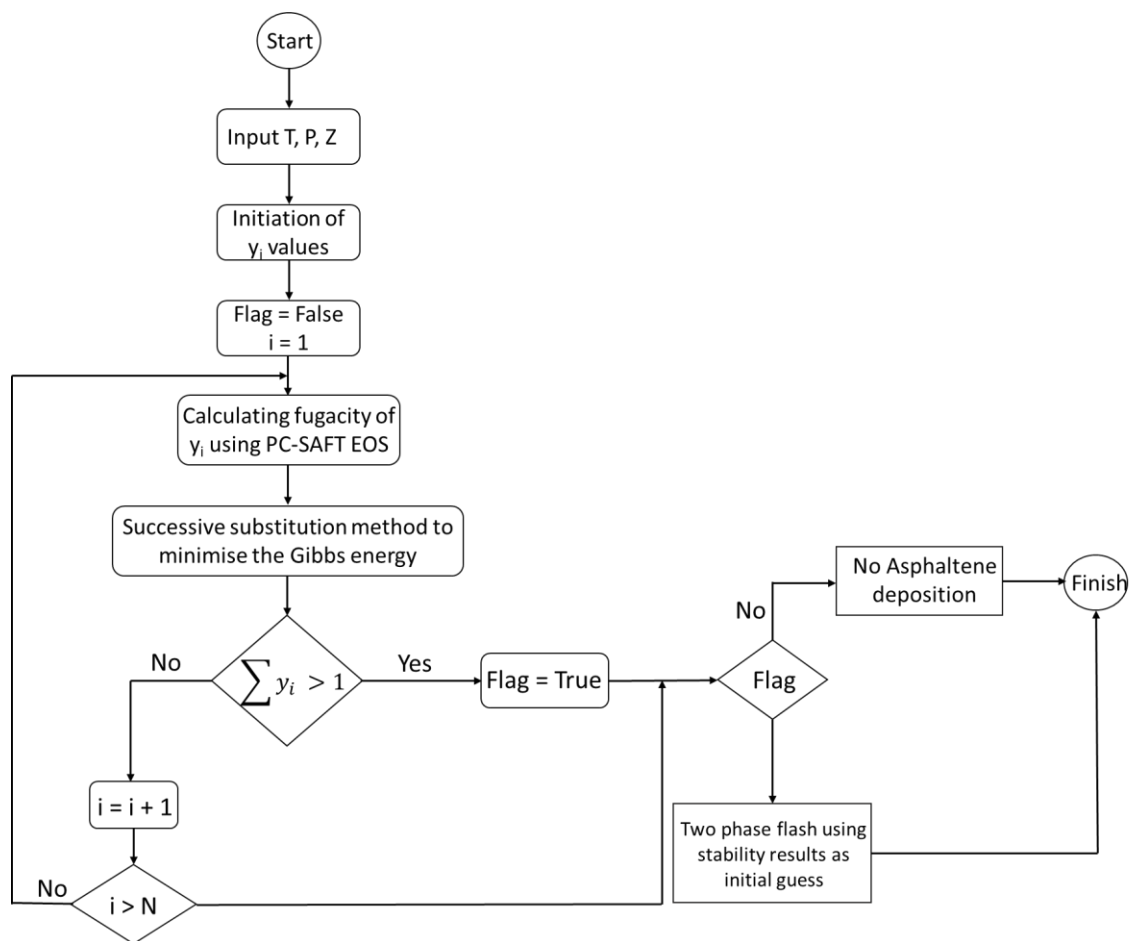 Start
Input T, P, Z
Initiation of
yᵢ values
Flag = False
i = 1
Calculating fugacity of
yᵢ using PC-SAFT EOS
Successive substitution method to
minimise the Gibbs energy
No
∑ yᵢ > 1
Yes
Flag = True
Flag
No
No Asphaltene
deposition
Finish
Two phase flash using
stability results as
initial guess
i = i + 1
No
i > N